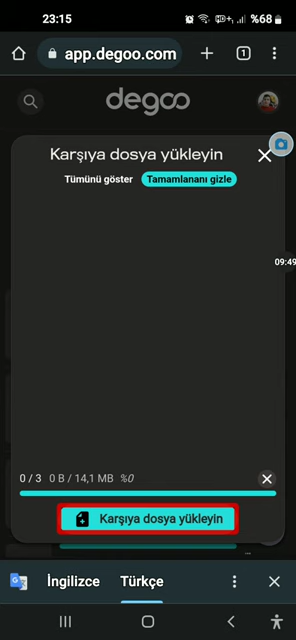 23:15
%68
app.degoo.com
1
degoo
Karşıya dosya yükleyin
Tümünü göster
Tamamlananı gizle
09:49
0 / 3 0 B / 14,1 MB %0
Karşıya dosya yükleyin
İngilizce
Türkçe